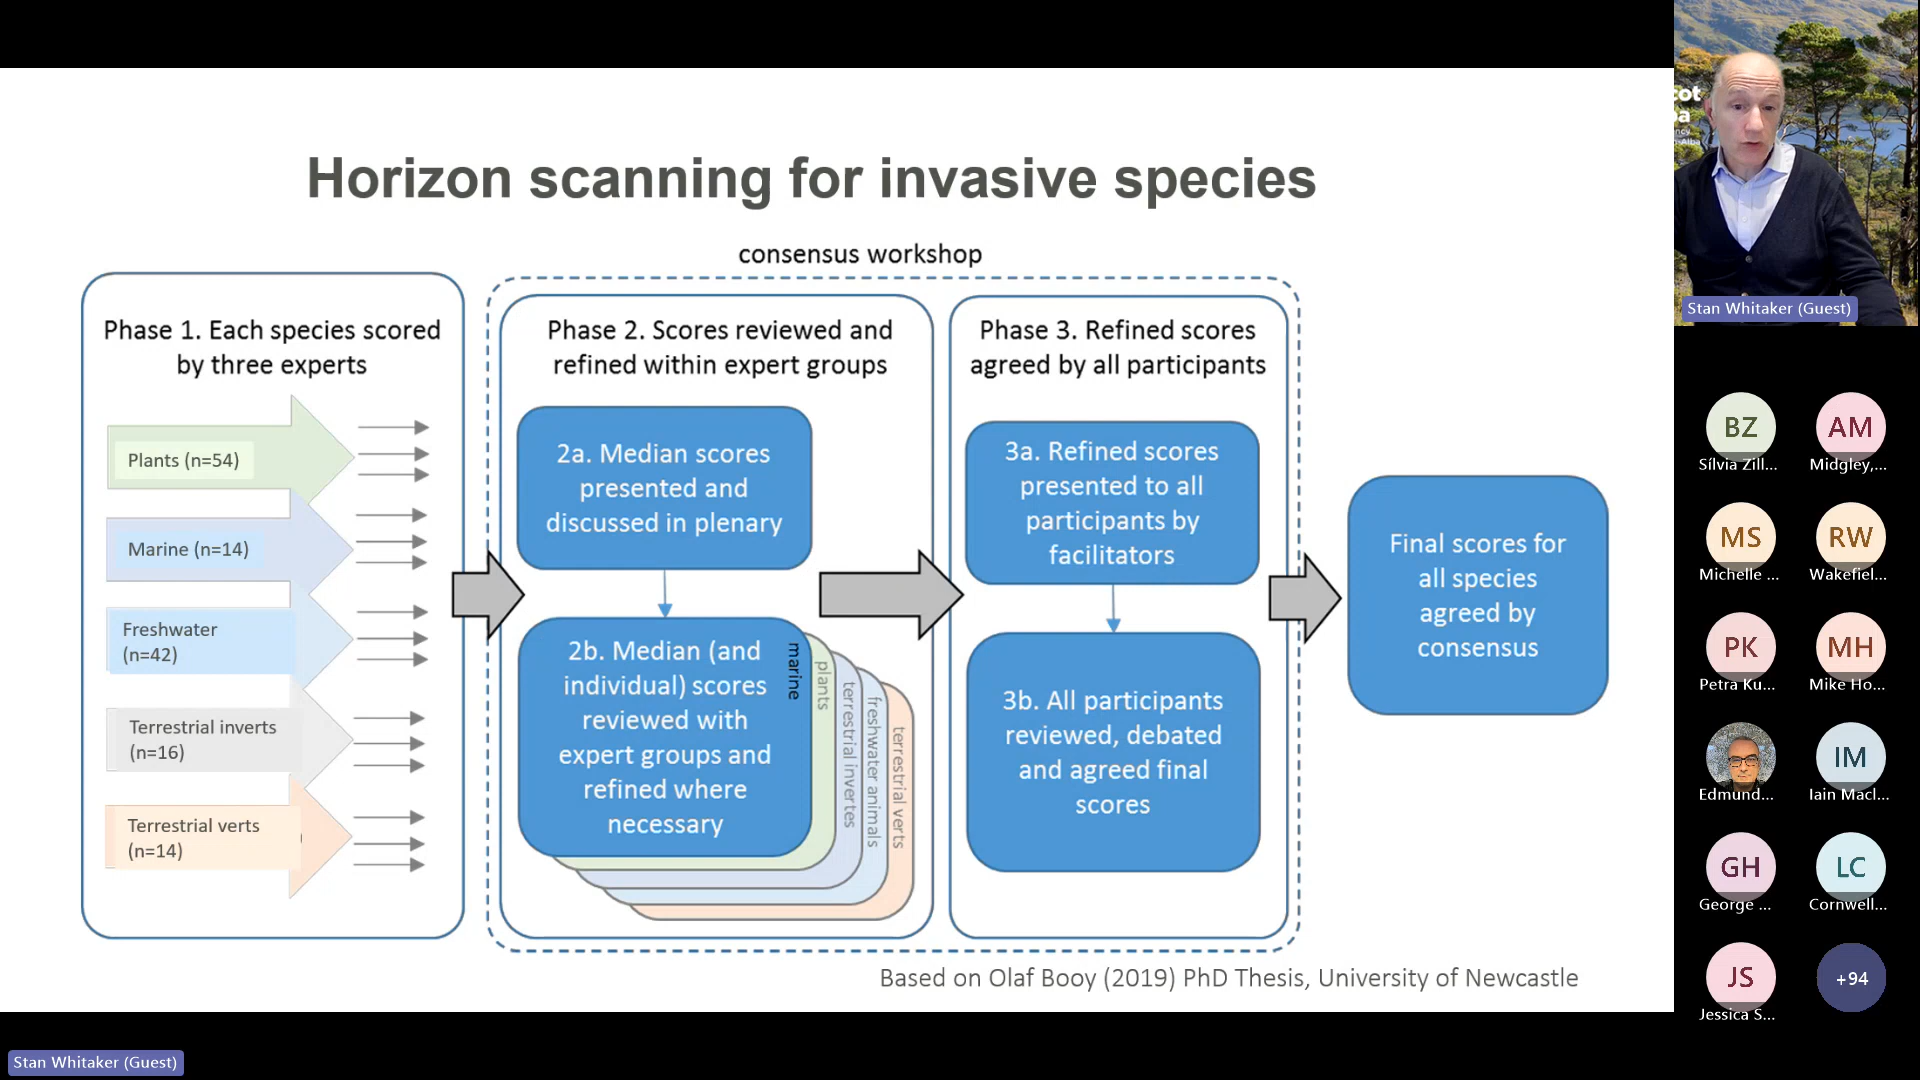 Horizon scanning for invasive species
consensus workshop
Phase 1. Each species scored
by three experts
Plants (n=54)
Marine (n=14)
Freshwater
(n=42)
Terrestrial inverts
(n=16)
Terrestrial verts
(n=14)
Phase 2. Scores reviewed and
refined within expert groups
2a. Median scores
presented and
discussed in plenary
2b. Median (and
individual) scores
reviewed with
expert groups and
refined where
necessary
marine
plants
terrestrial invertes
freshwater animals
terrestrial verts
Phase 3. Refined scores
agreed by all participants
3a. Refined scores
presented to all
participants by
facilitators
3b. All participants
reviewed, debated
and agreed final
scores
Final scores for
all species
agreed by
consensus
Based on Olaf Booy (2019) PhD Thesis, University of Newcastle
Stan Whitaker (Guest)
cot
ba
ncy
Alba
Stan Whitaker (Guest)
BZ
Sílvia Zill...
AM
Midgley,...
MS
Michelle ...
RW
Wakefiel...
PK
Petra Ku...
MH
Mike Ho...
Edmund...
IM
Iain Macl...
GH
George ...
LC
Cornwell...
JS
Jessica S...
+94